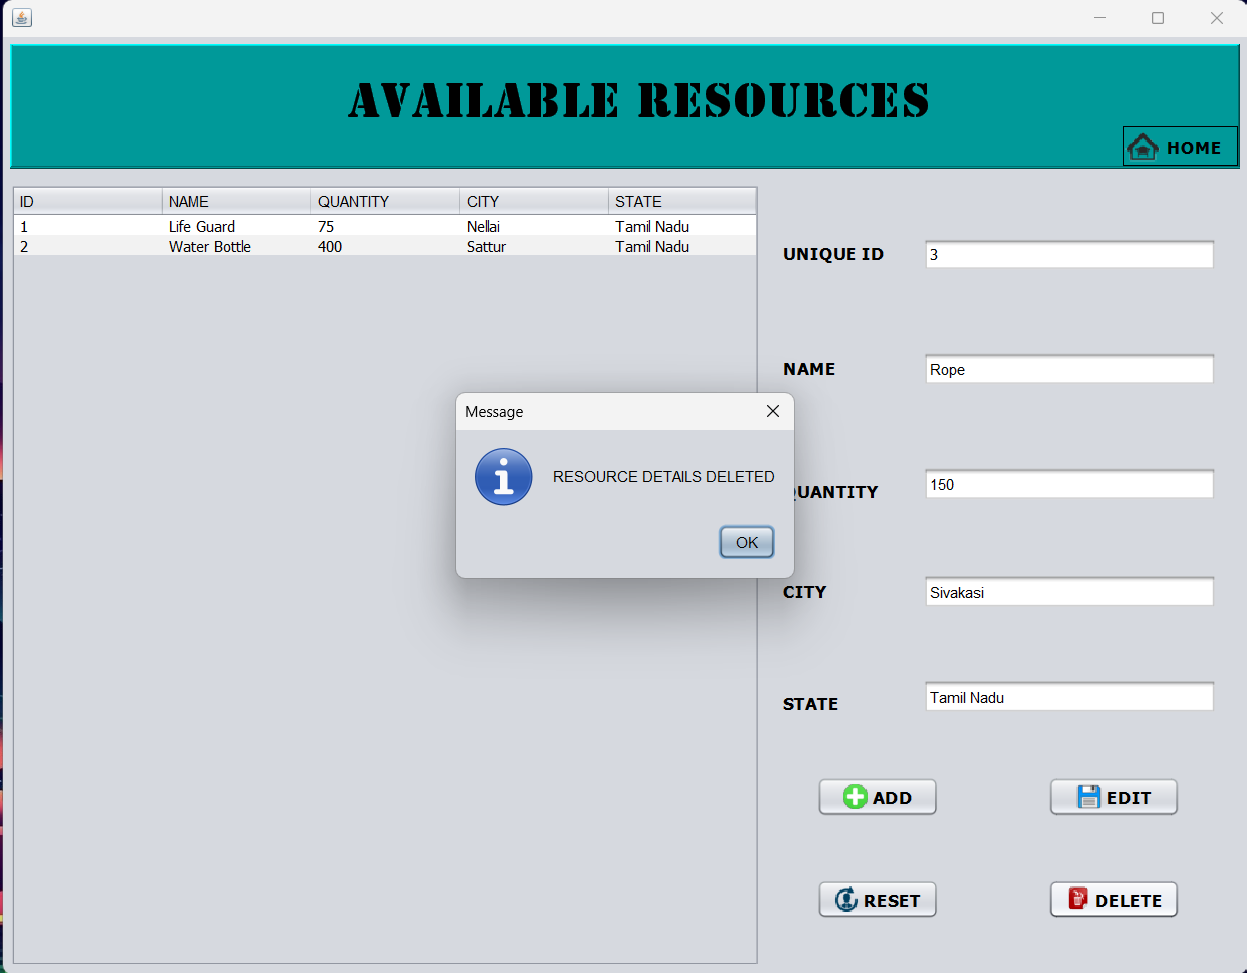 AVAILABLE RESOURCES
HOME
ID NAME QUANTITY CITY STATE
1 Life Guard 75 Nellai Tamil Nadu
2 Water Bottle 400 Sattur Tamil Nadu
UNIQUE ID 3
NAME Rope
Message
RESOURCE DETAILS DELETED
OK
QUANTITY 150
CITY Sivakasi
STATE Tamil Nadu
ADD EDIT
RESET DELETE